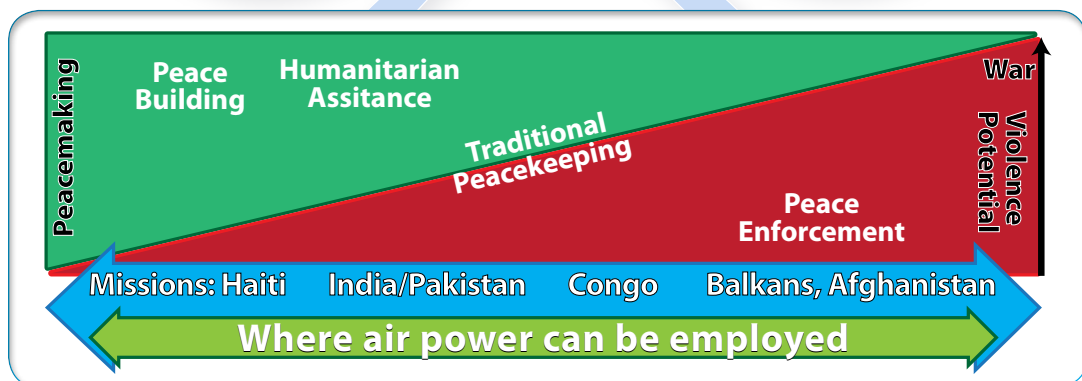 Peacemaking
Peace
Building
Humanitarian
Assitance
Traditional
Peacekeeping
Peace
Enforcement
War
Violence
Potential
Missions: Haiti India/Pakistan Congo Balkans, Afghanistan
Where air power can be employed